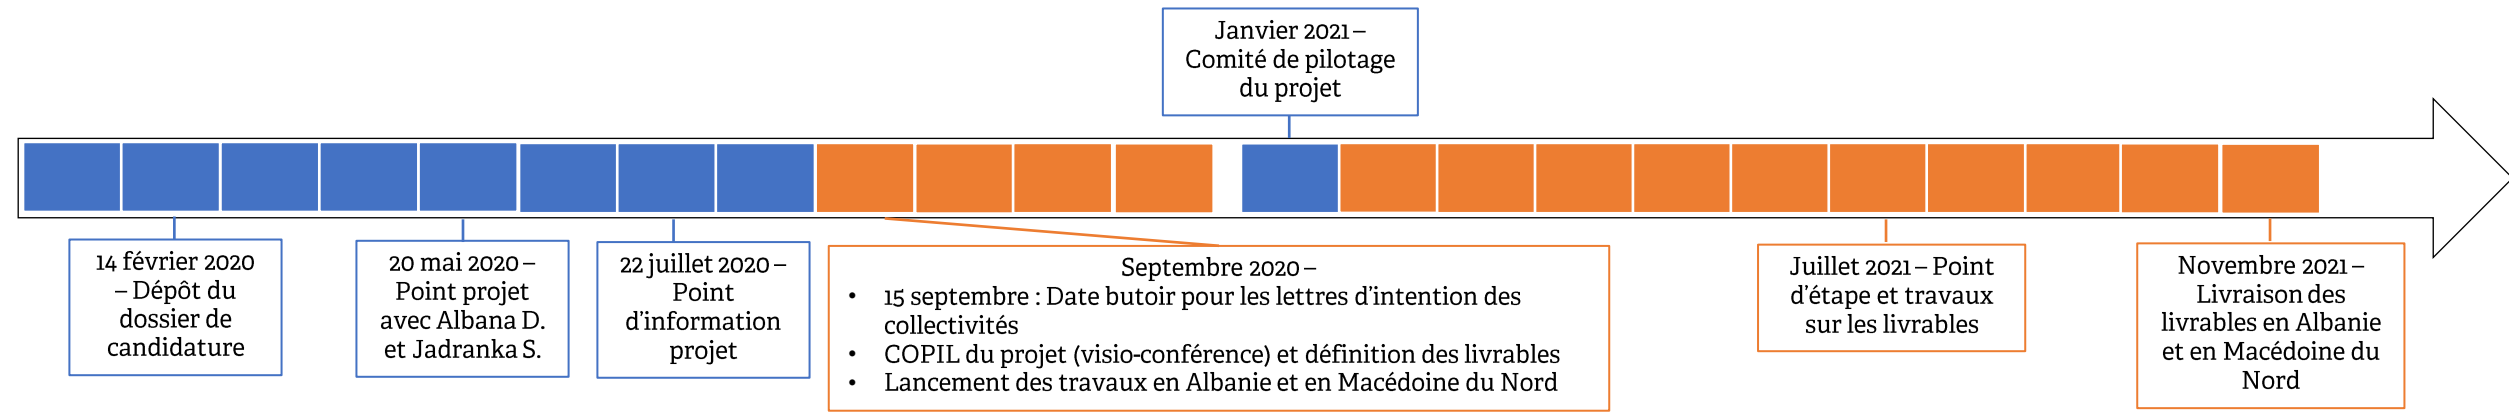 Janvier 2021 –
Comité de pilotage
du projet
14 février 2020
– Dépôt du
dossier de
candidature
20 mai 2020 –
Point projet
avec Albana D.
et Jadranka S.
22 juillet 2020 –
Point
d’information
projet
Septembre 2020 –
• 15 septembre : Date butoir pour les lettres d’intention des
collectivités
• COPIL du projet (visio-conférence) et définition des livrables
• Lancement des travaux en Albanie et en Macédoine du Nord
Juillet 2021 – Point
d’étape et travaux
sur les livrables
Novembre 2021 –
Livraison des
livrables en Albanie
et en Macédoine du
Nord